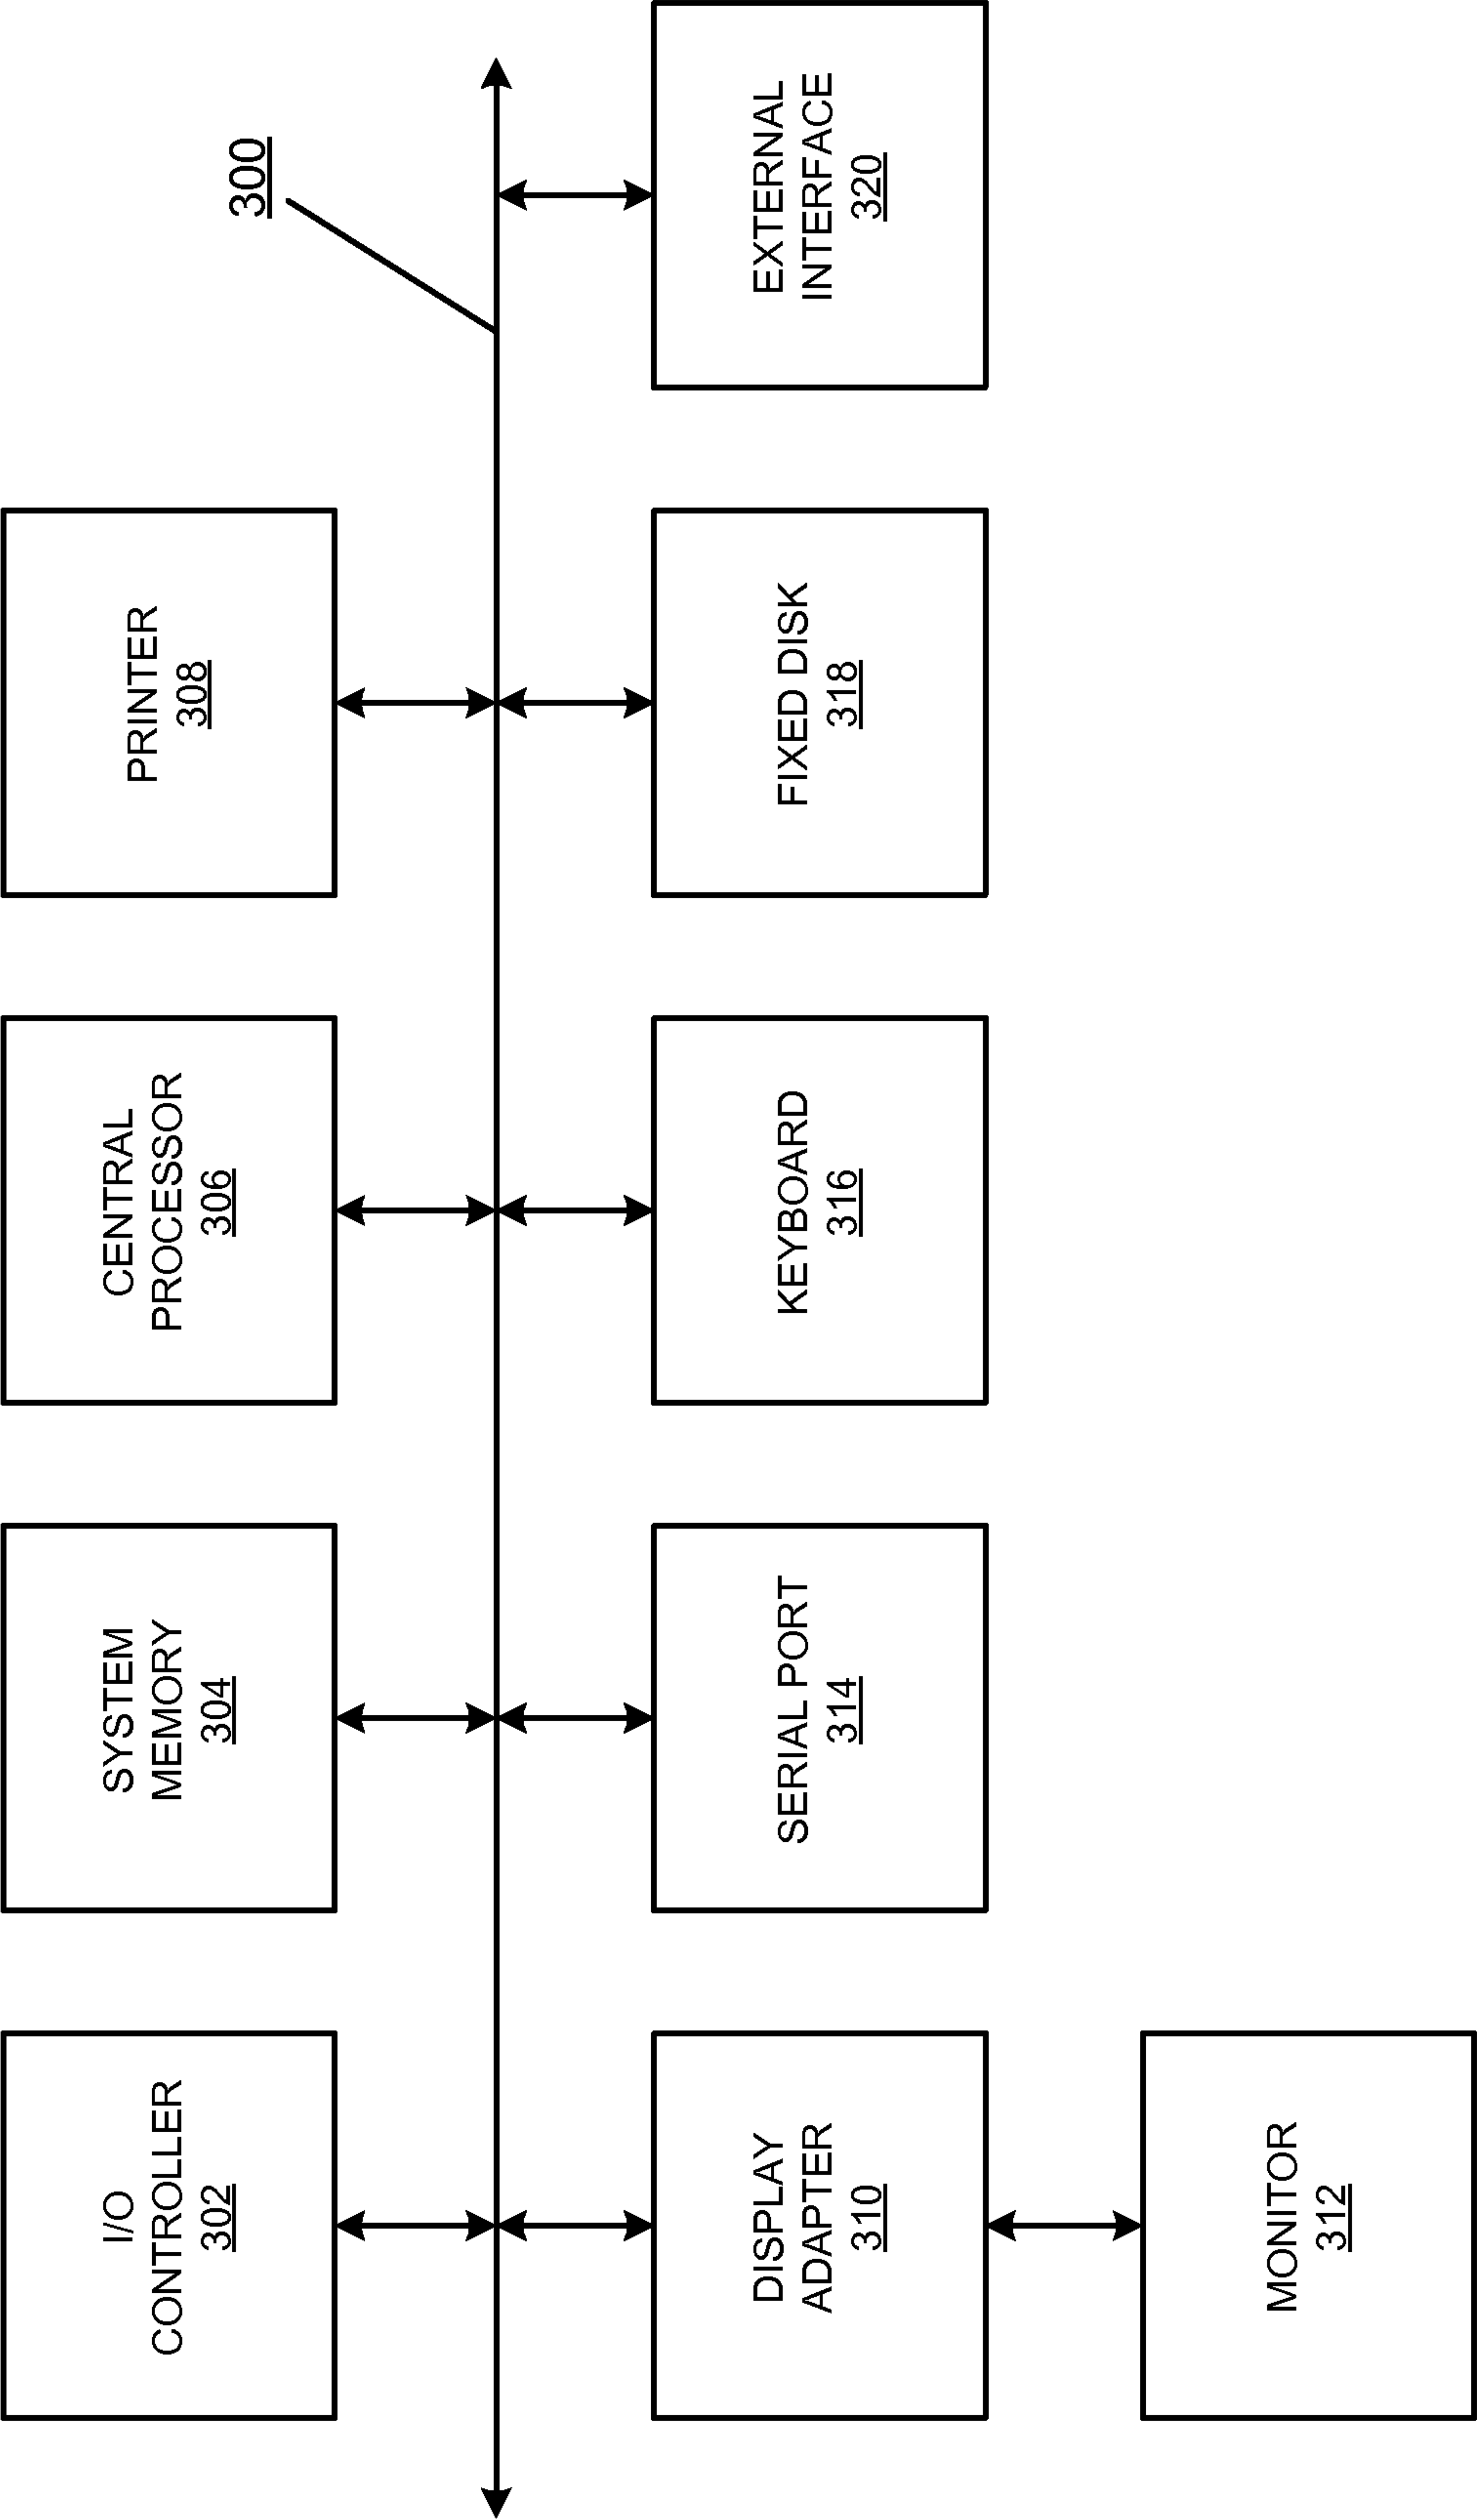 I/O
CONTROLLER
302
SYSTEM
MEMORY
304
CENTRAL
PROCESSOR
306
PRINTER
308
300
DISPLAY
ADAPTER
310
SERIAL PORT
314
KEYBOARD
316
FIXED DISK
318
EXTERNAL
INTERFACE
320
MONITOR
312